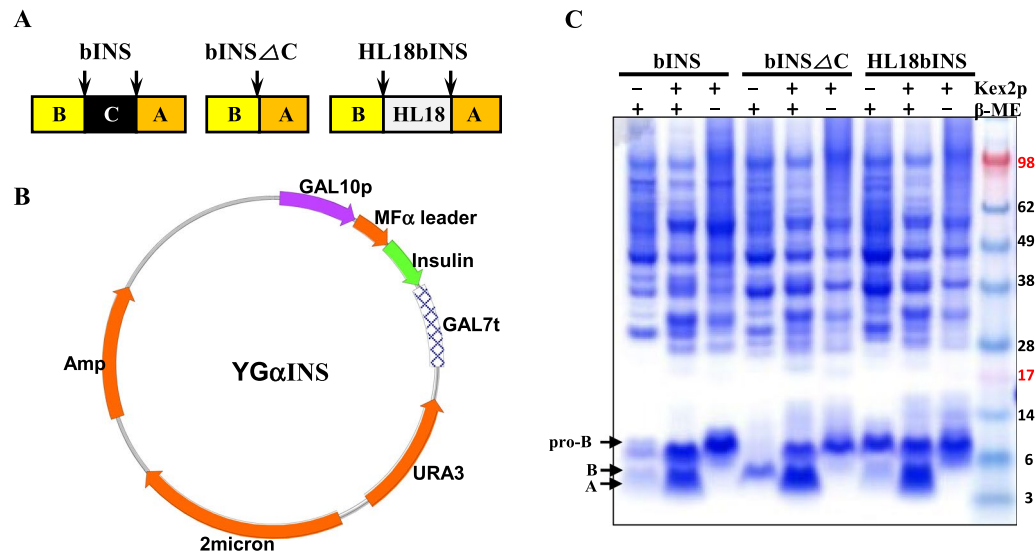 A
bINS
bINS△C
HL18bINS
B C A
B A
B HL18 A
B
GAL10p
MFα leader
Insulin
GAL7t
URA3
2micron
Amp
YGαINS
C
bINS bINS△C HL18bINS
− + + − + + − + + Kex2p
+ + − + + − + + − β-ME
98
62
49
38
28
17
14
6
3
pro-B
B
A